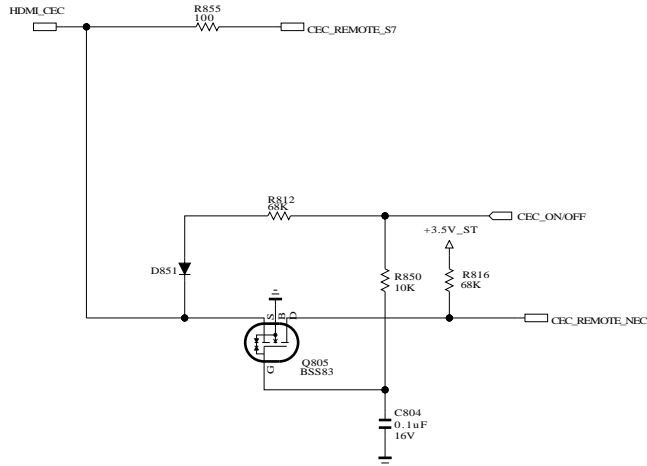 HDMI_CEC
R855
100
CEC_REMOTE_S7
R812
68K
CEC_ON/OFF
+3.5V_ST
D851
R850
10K
R816
68K
S
B
D
CEC_REMOTE_NEC
G
Q805
BSS83
C804
0.1uF
16V